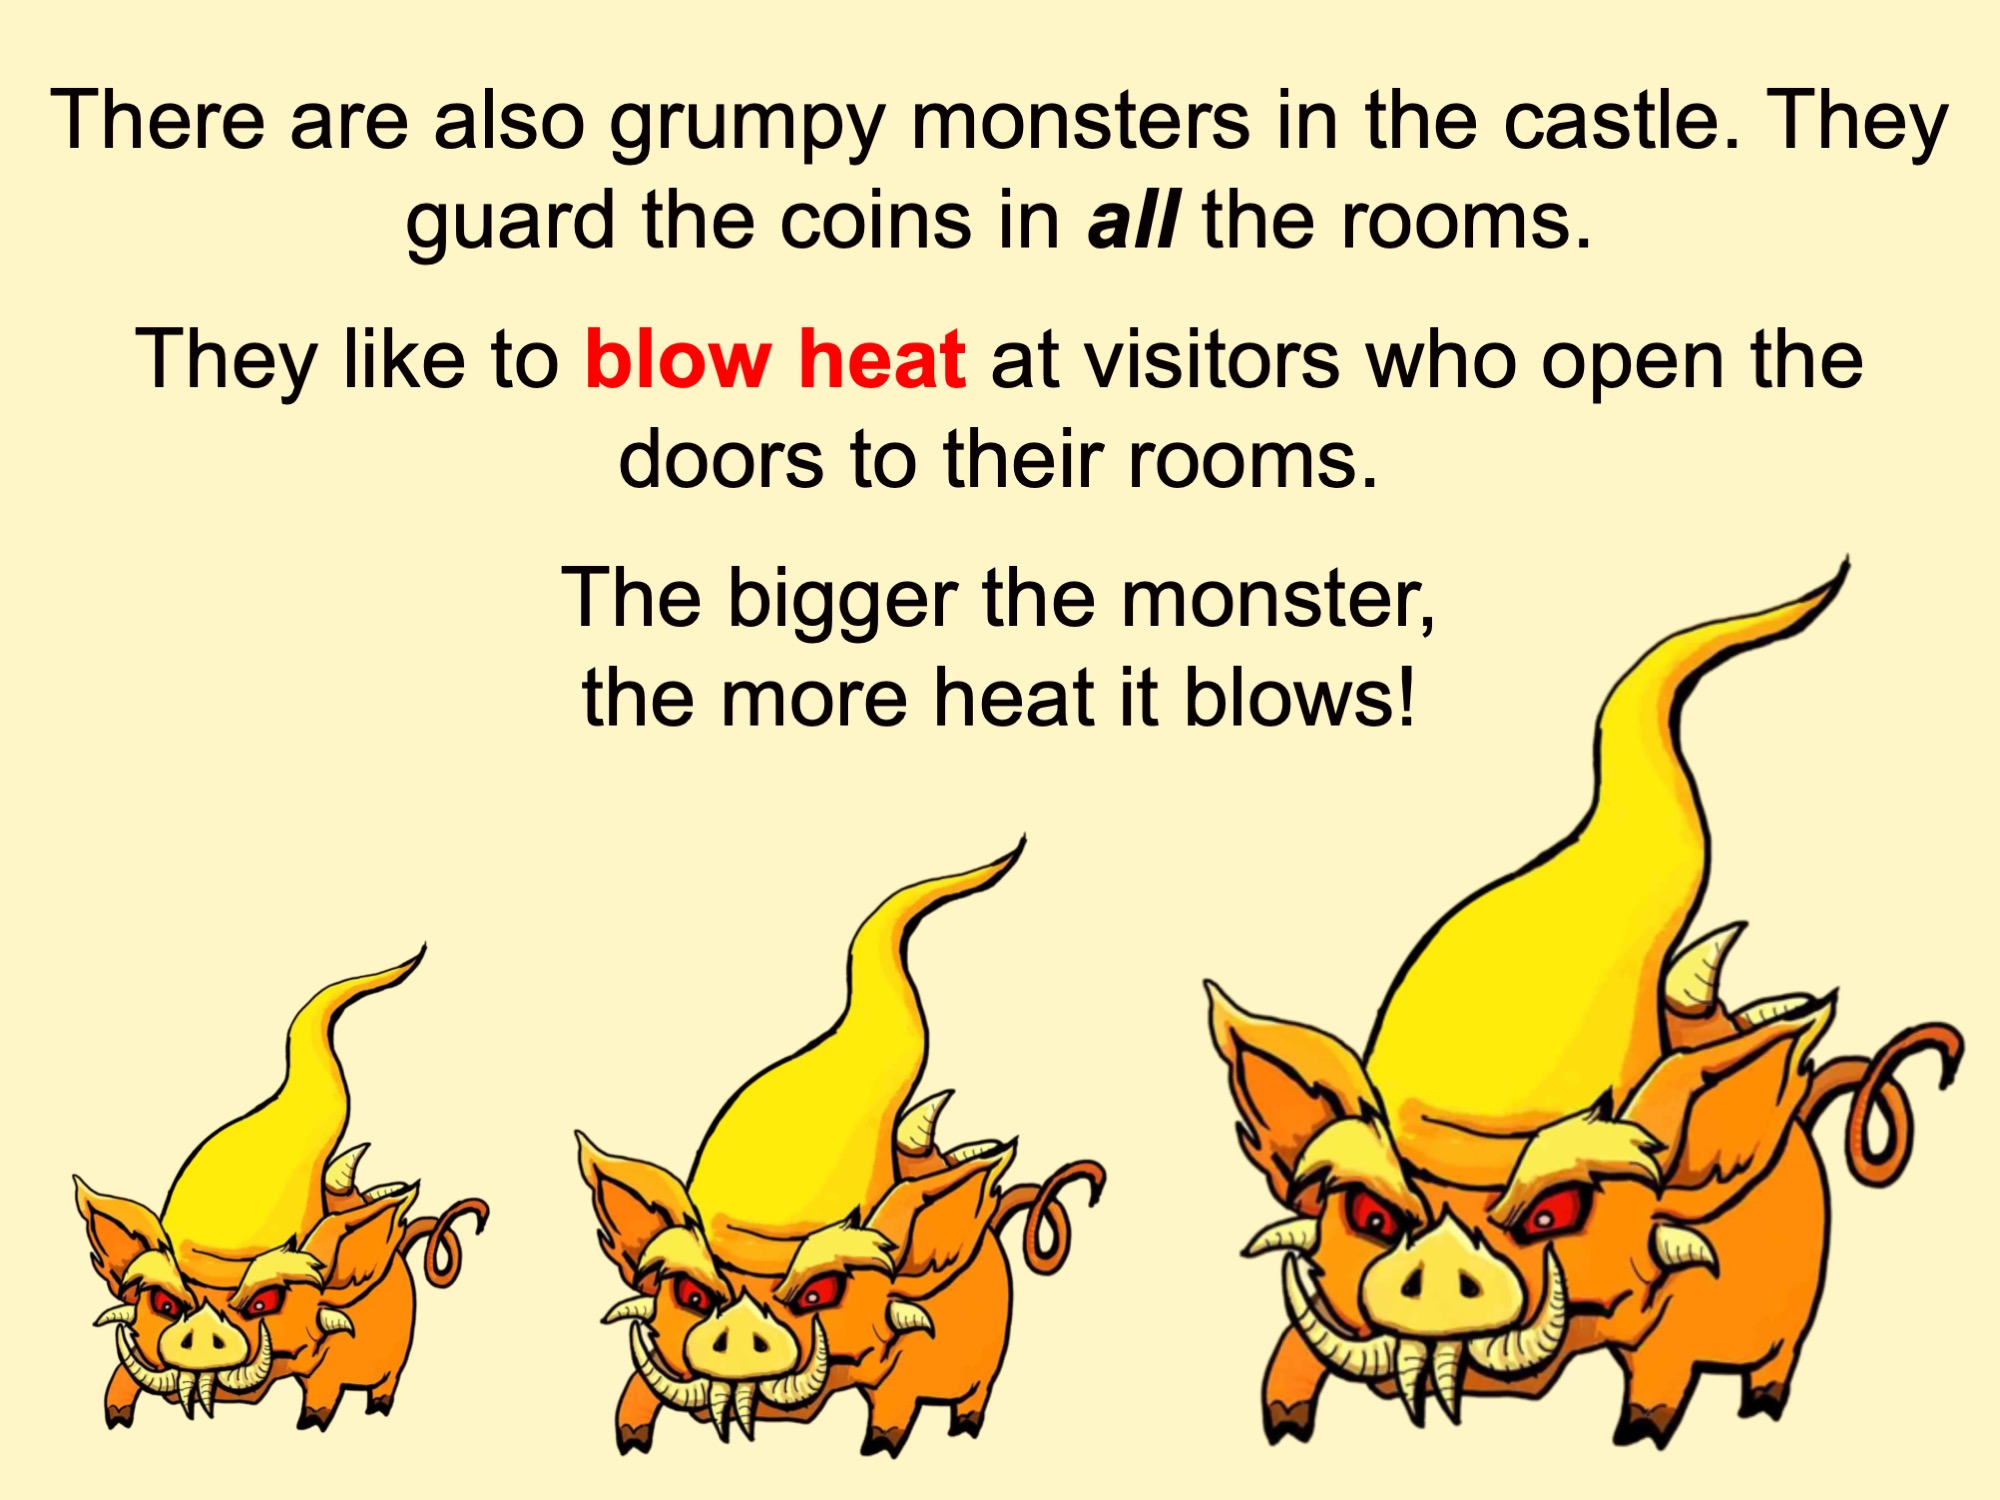 There are also grumpy monsters in the castle. They
guard the coins in all the rooms.
They like to blow heat at visitors who open the
doors to their rooms.
The bigger the monster,
the more heat it blows!